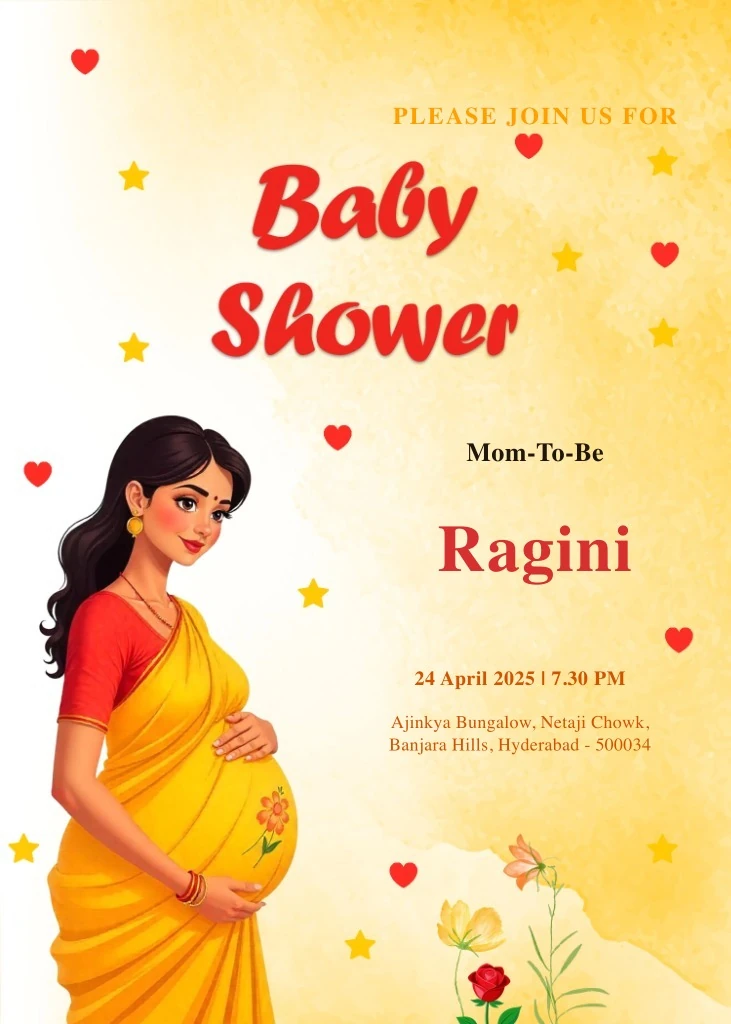 PLEASE JOIN US FOR
Baby
Shower
Mom-To-Be
Ragini
24 April 2025 | 7.30 PM
Ajinkya Bungalow, Netaji Chowk,
Banjara Hills, Hyderabad - 500034